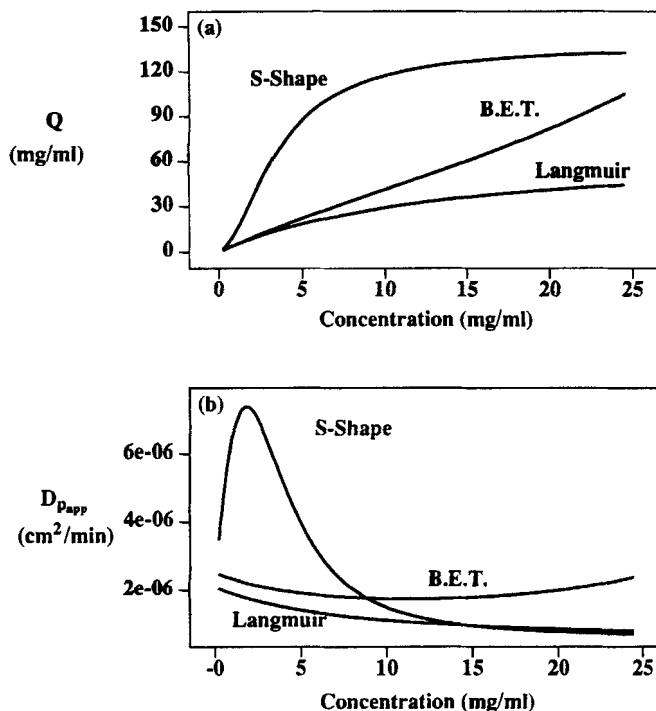 (a)
150
120
90
60
30
0
Q
(mg/ml)
S-Shape
B.E.T.
Langmuir
0 5 10 15 20 25
Concentration (mg/ml)
(b)
6e-06
4e-06
2e-06
D_p_app
(cm²/min)
S-Shape
B.E.T.
Langmuir
-0 5 10 15 20 25
Concentration (mg/ml)